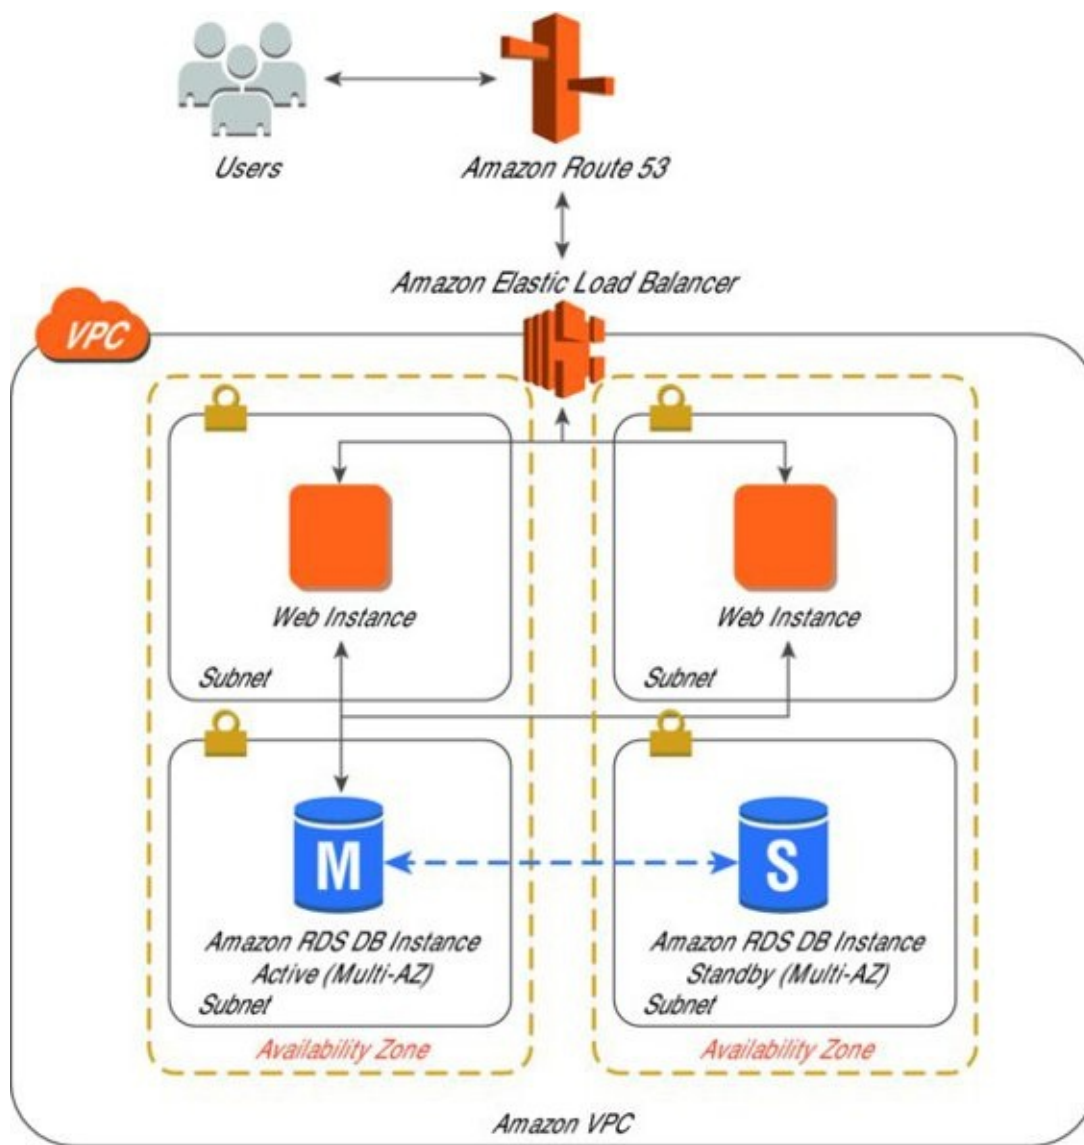 Users
Amazon Route 53
Amazon Elastic Load Balancer
VPC
Web Instance
Web Instance
Subnet
Subnet
M
S
Amazon RDS DB Instance
Active (Multi-AZ)
Amazon RDS DB Instance
Standby (Multi-AZ)
Subnet
Subnet
Availability Zone
Availability Zone
Amazon VPC